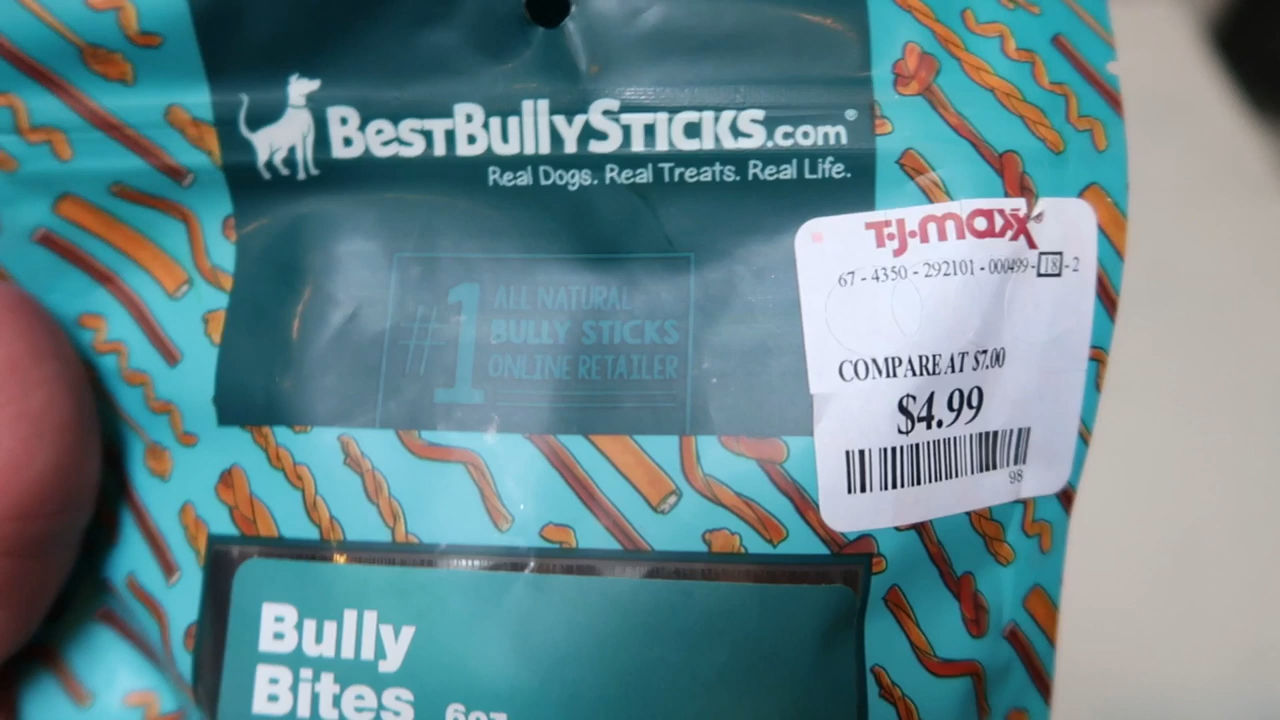 BESTBULLYSTICKS.com®
Real Dogs. Real Treats. Real Life.
T·J·maxx
67 - 4350 - 292101 - 000499 - 18 - 2
#1 ALL NATURAL
BULLY STICKS
ONLINE RETAILER
COMPARE AT $7.00
$4.99
98
Bully
Bites 6oz